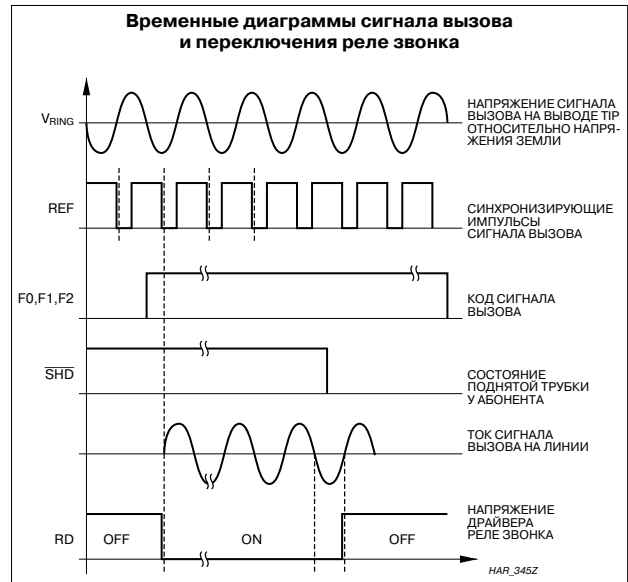 Временные диаграммы сигнала вызова
и переключения реле звонка
VRING
НАПРЯЖЕНИЕ СИГНАЛА
ВЫЗОВА НА ВЫВОДЕ TIP
ОТНОСИТЕЛЬНО НАПРЯ-
ЖЕНИЯ ЗЕМЛИ
REF
СИНХРОНИЗИРУЮЩИЕ
ИМПУЛЬСЫ
СИГНАЛА ВЫЗОВА
F0,F1,F2
КОД СИГНАЛА
ВЫЗОВА
SHD
СОСТОЯНИЕ
ПОДНЯТОЙ ТРУБКИ
У АБОНЕНТА
ТОК СИГНАЛА
ВЫЗОВА НА ЛИНИИ
RD
OFF
ON
OFF
НАПРЯЖЕНИЕ
ДРАЙВЕРА
РЕЛЕ ЗВОНКА
HAR_345Z